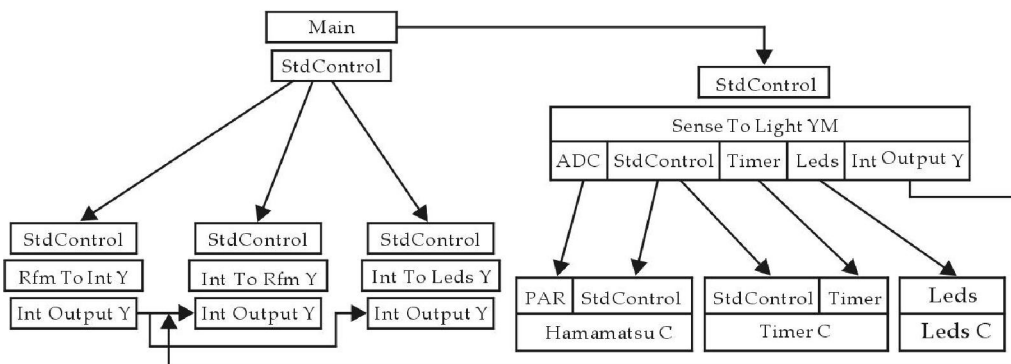 Main
StdControl
StdControl
Sense To Light YM
ADC StdControl Timer Leds Int Output Y
StdControl StdControl StdControl
Rfm To Int Y Int To Rfm Y Int To Leds Y
Int Output Y Int Output Y Int Output Y
PAR StdControl StdControl Timer Leds
Hamamatsu C Timer C Leds C